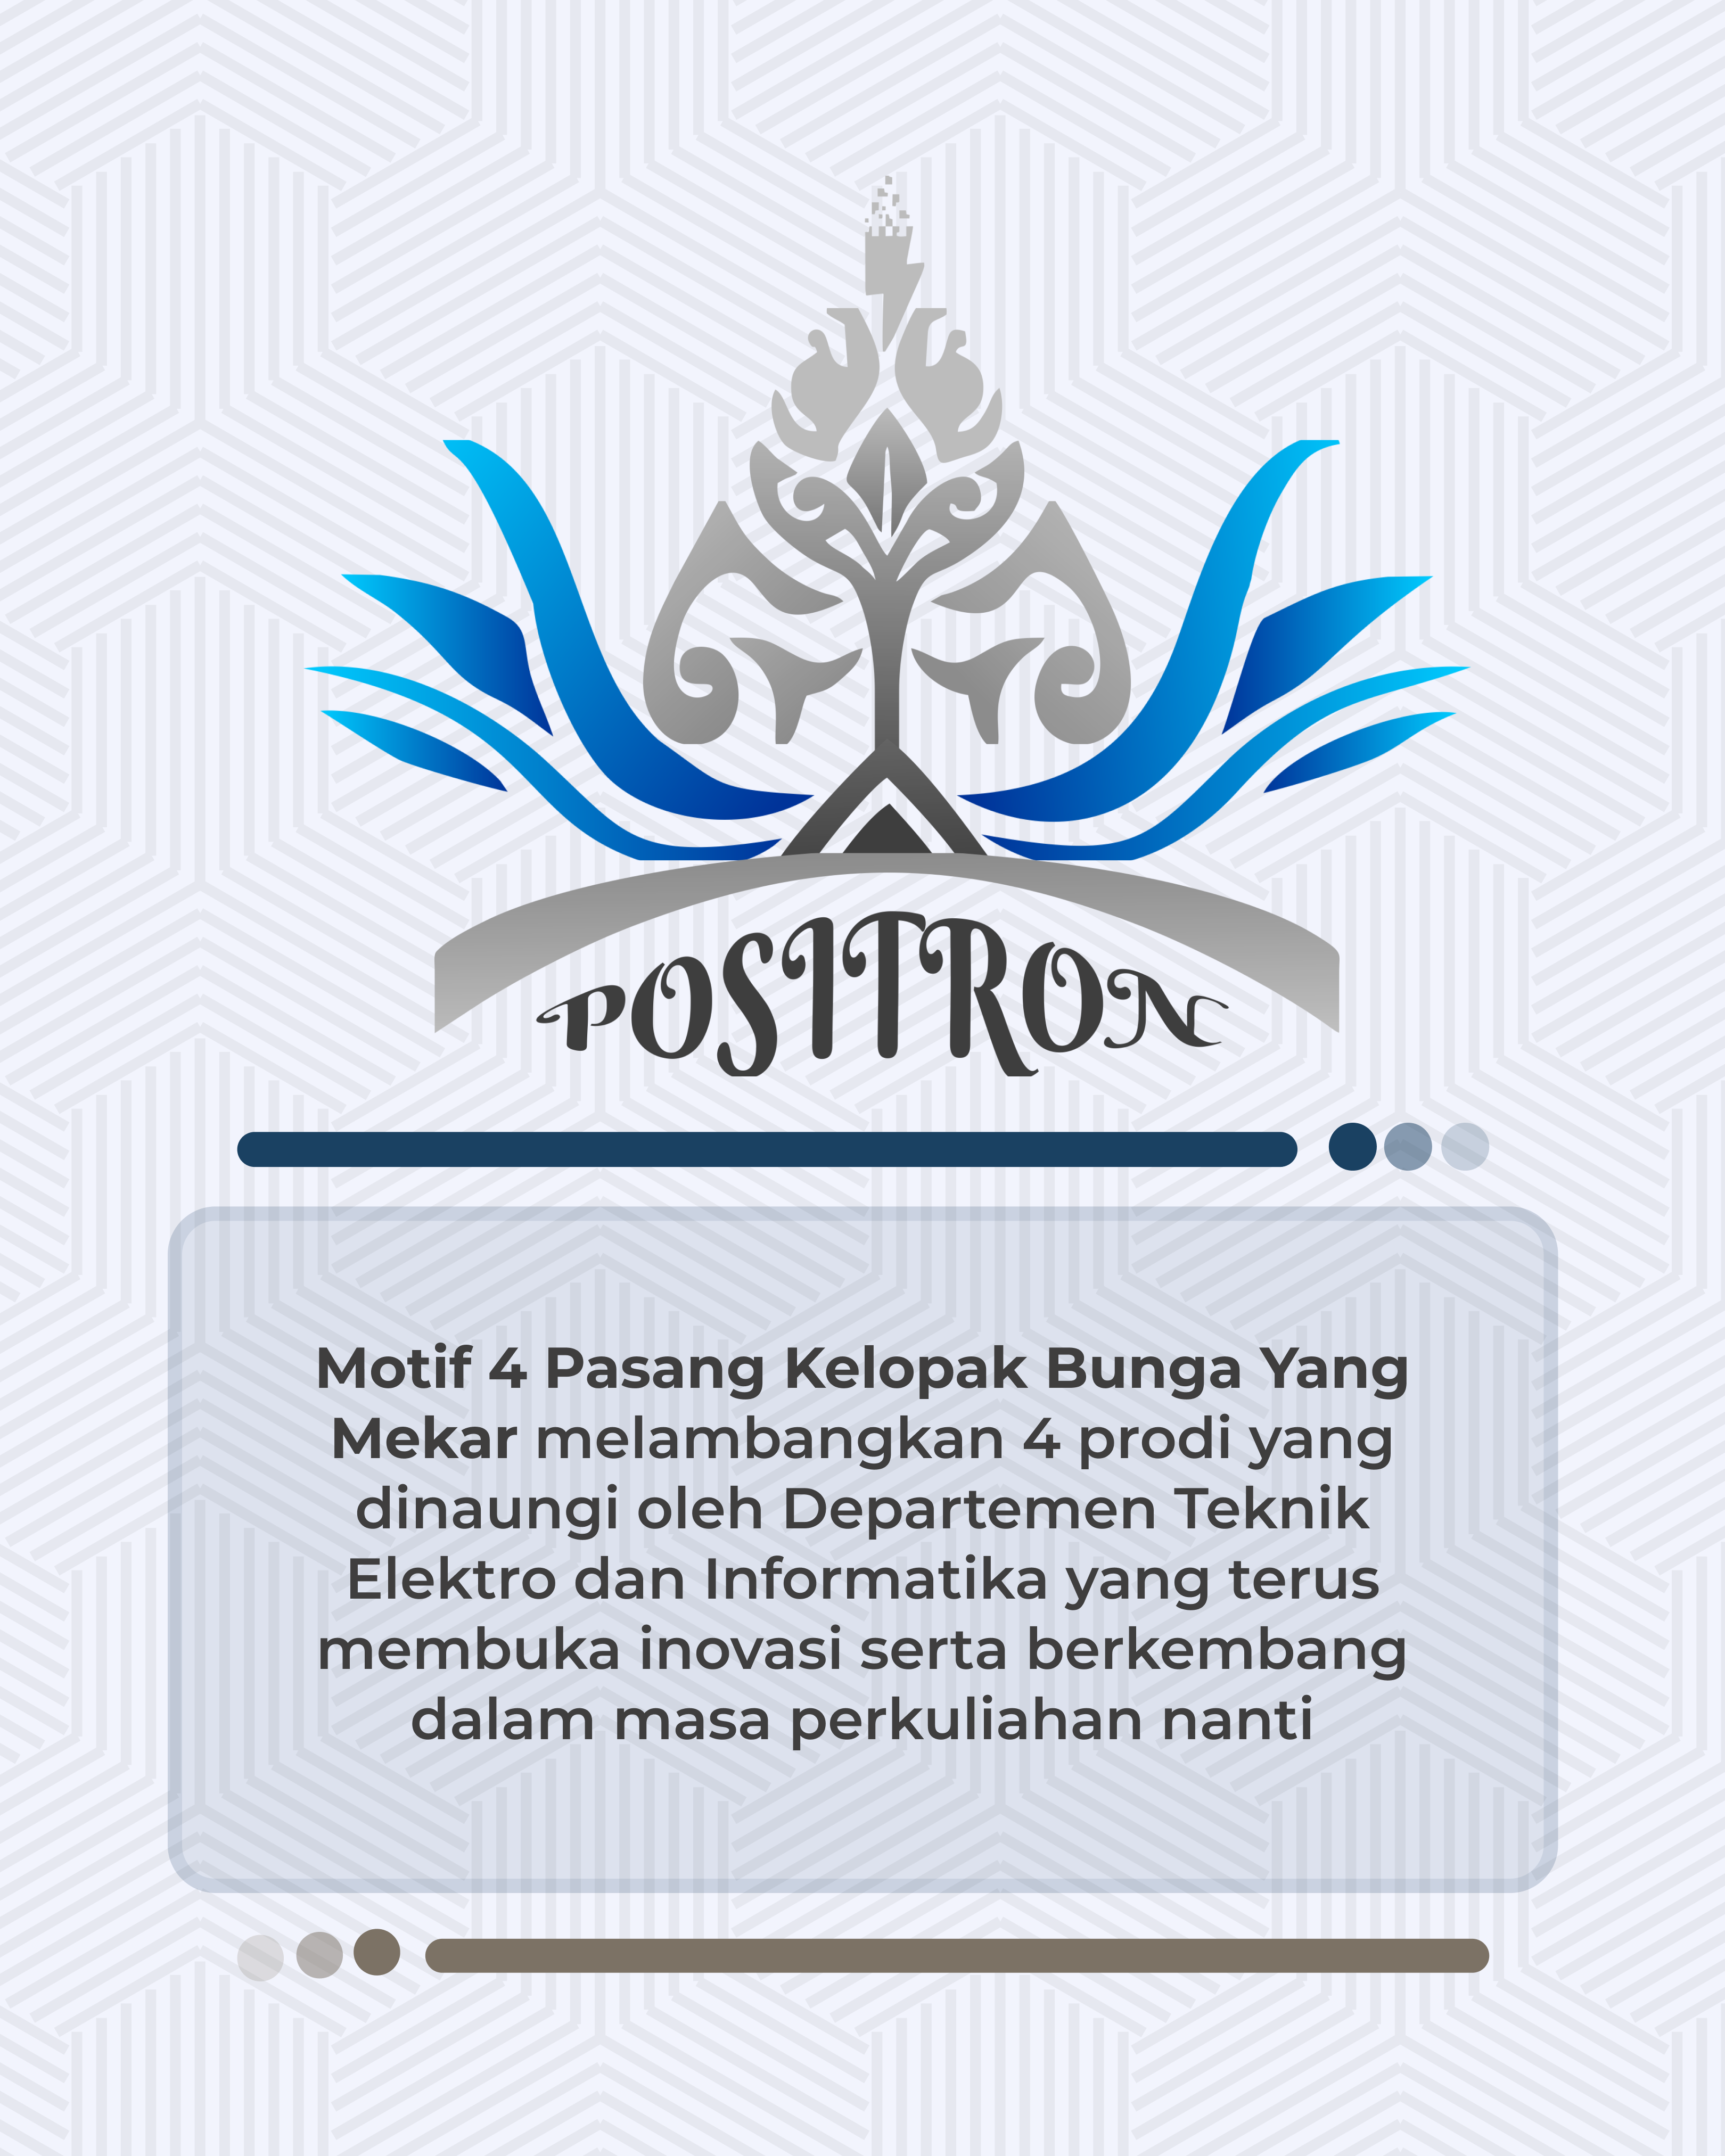 POSITRON
Motif 4 Pasang Kelopak Bunga Yang
Mekar melambangkan 4 prodi yang
dinaungi oleh Departemen Teknik
Elektro dan Informatika yang terus
membuka inovasi serta berkembang
dalam masa perkuliahan nanti